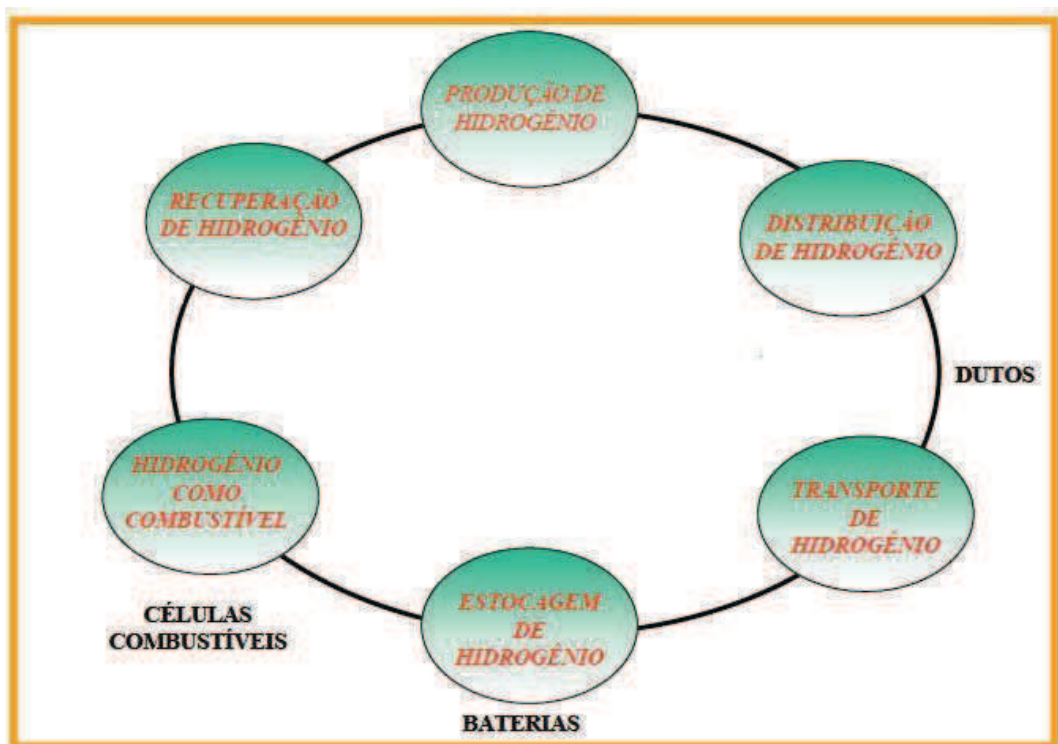 PRODUÇÃO DE
HIDROGÊNIO
RECUPERAÇÃO
DE HIDROGÊNIO
DISTRIBUIÇÃO
DE HIDROGÊNIO
DUTOS
HIDROGÊNIO
COMO
COMBUSTÍVEL
TRANSPORTE
DE
HIDROGÊNIO
CÉLULAS
COMBUSTÍVEIS
ESTOCAGEM
DE
HIDROGÊNIO
BATERIAS